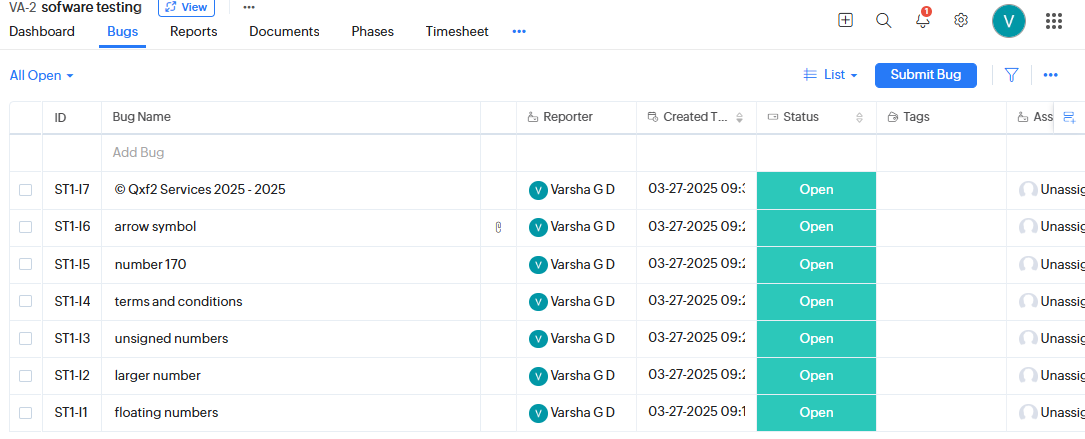 VA-2 sofware testing View
1
V
Dashboard Bugs Reports Documents Phases Timesheet
All Open List Submit Bug
ID Bug Name Reporter Created T... Status Tags Ass
Add Bug
ST1-I7 © Qxf2 Services 2025 - 2025 V Varsha G D 03-27-2025 09:3 Open Unassig
ST1-I6 arrow symbol V Varsha G D 03-27-2025 09:2 Open Unassig
ST1-I5 number 170 V Varsha G D 03-27-2025 09:2 Open Unassig
ST1-I4 terms and conditions V Varsha G D 03-27-2025 09:2 Open Unassig
ST1-I3 unsigned numbers V Varsha G D 03-27-2025 09:2 Open Unassig
ST1-I2 larger number V Varsha G D 03-27-2025 09:2 Open Unassig
ST1-I1 floating numbers V Varsha G D 03-27-2025 09:1 Open Unassig